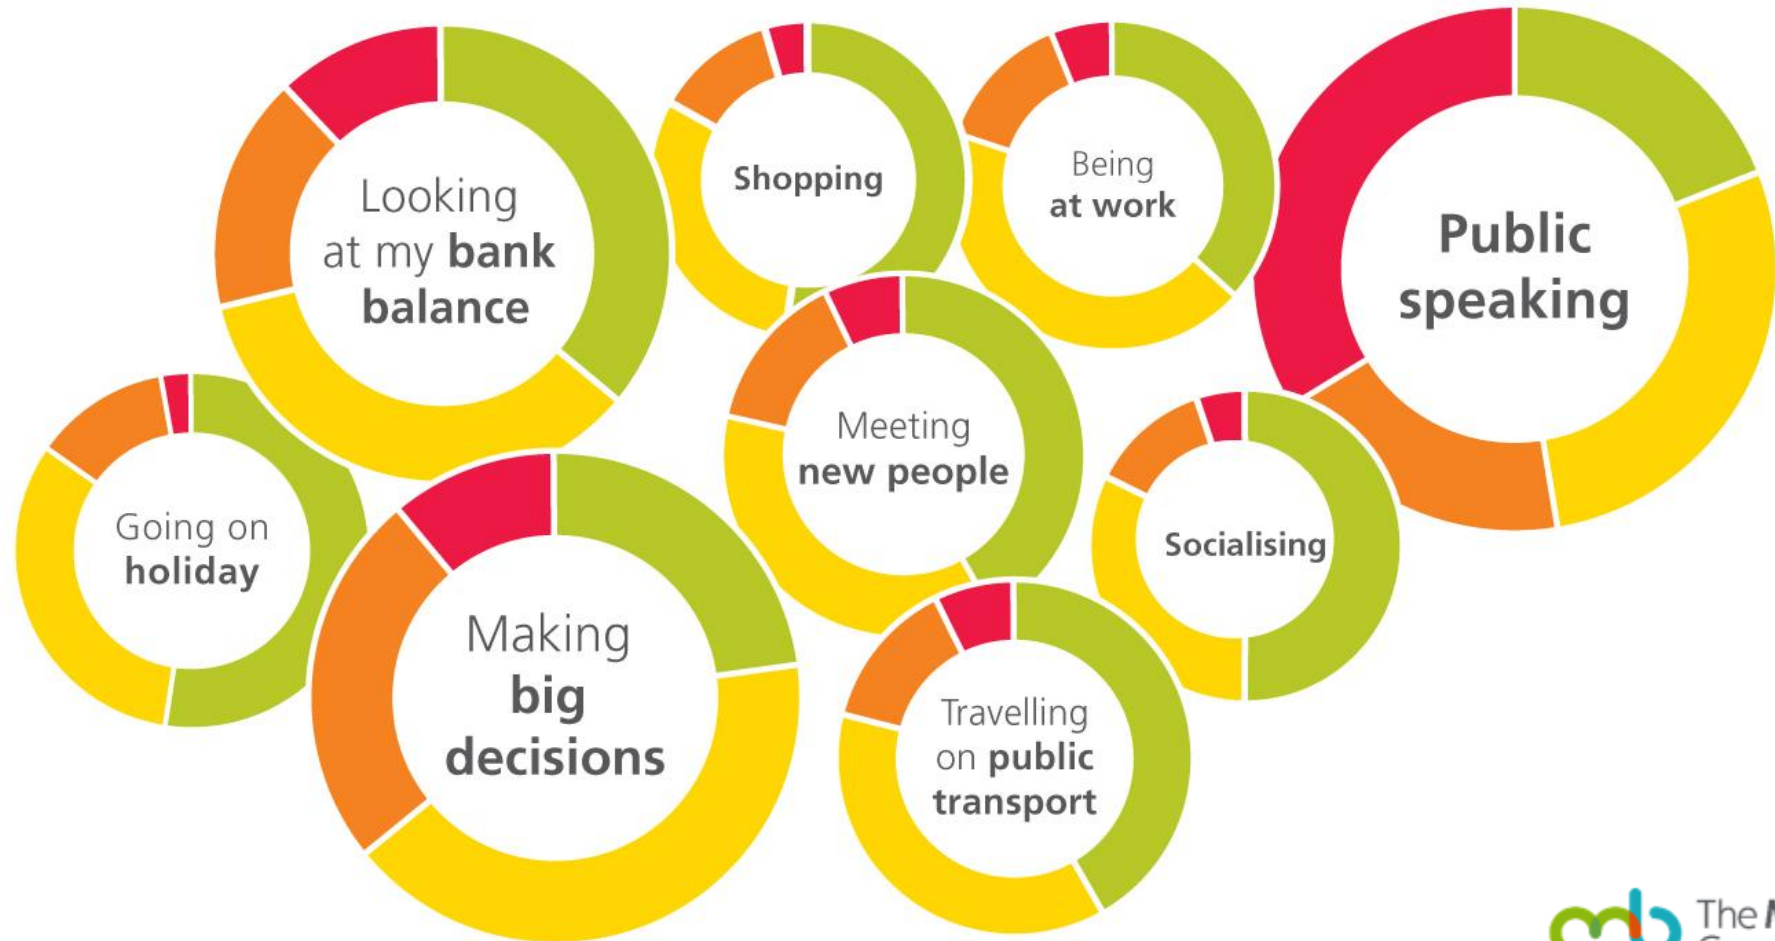 Looking
at my bank
balance
Shopping
Being
at work
Public
speaking
Going on
holiday
Meeting
new people
Socialising
Making
big
decisions
Travelling
on public
transport
The